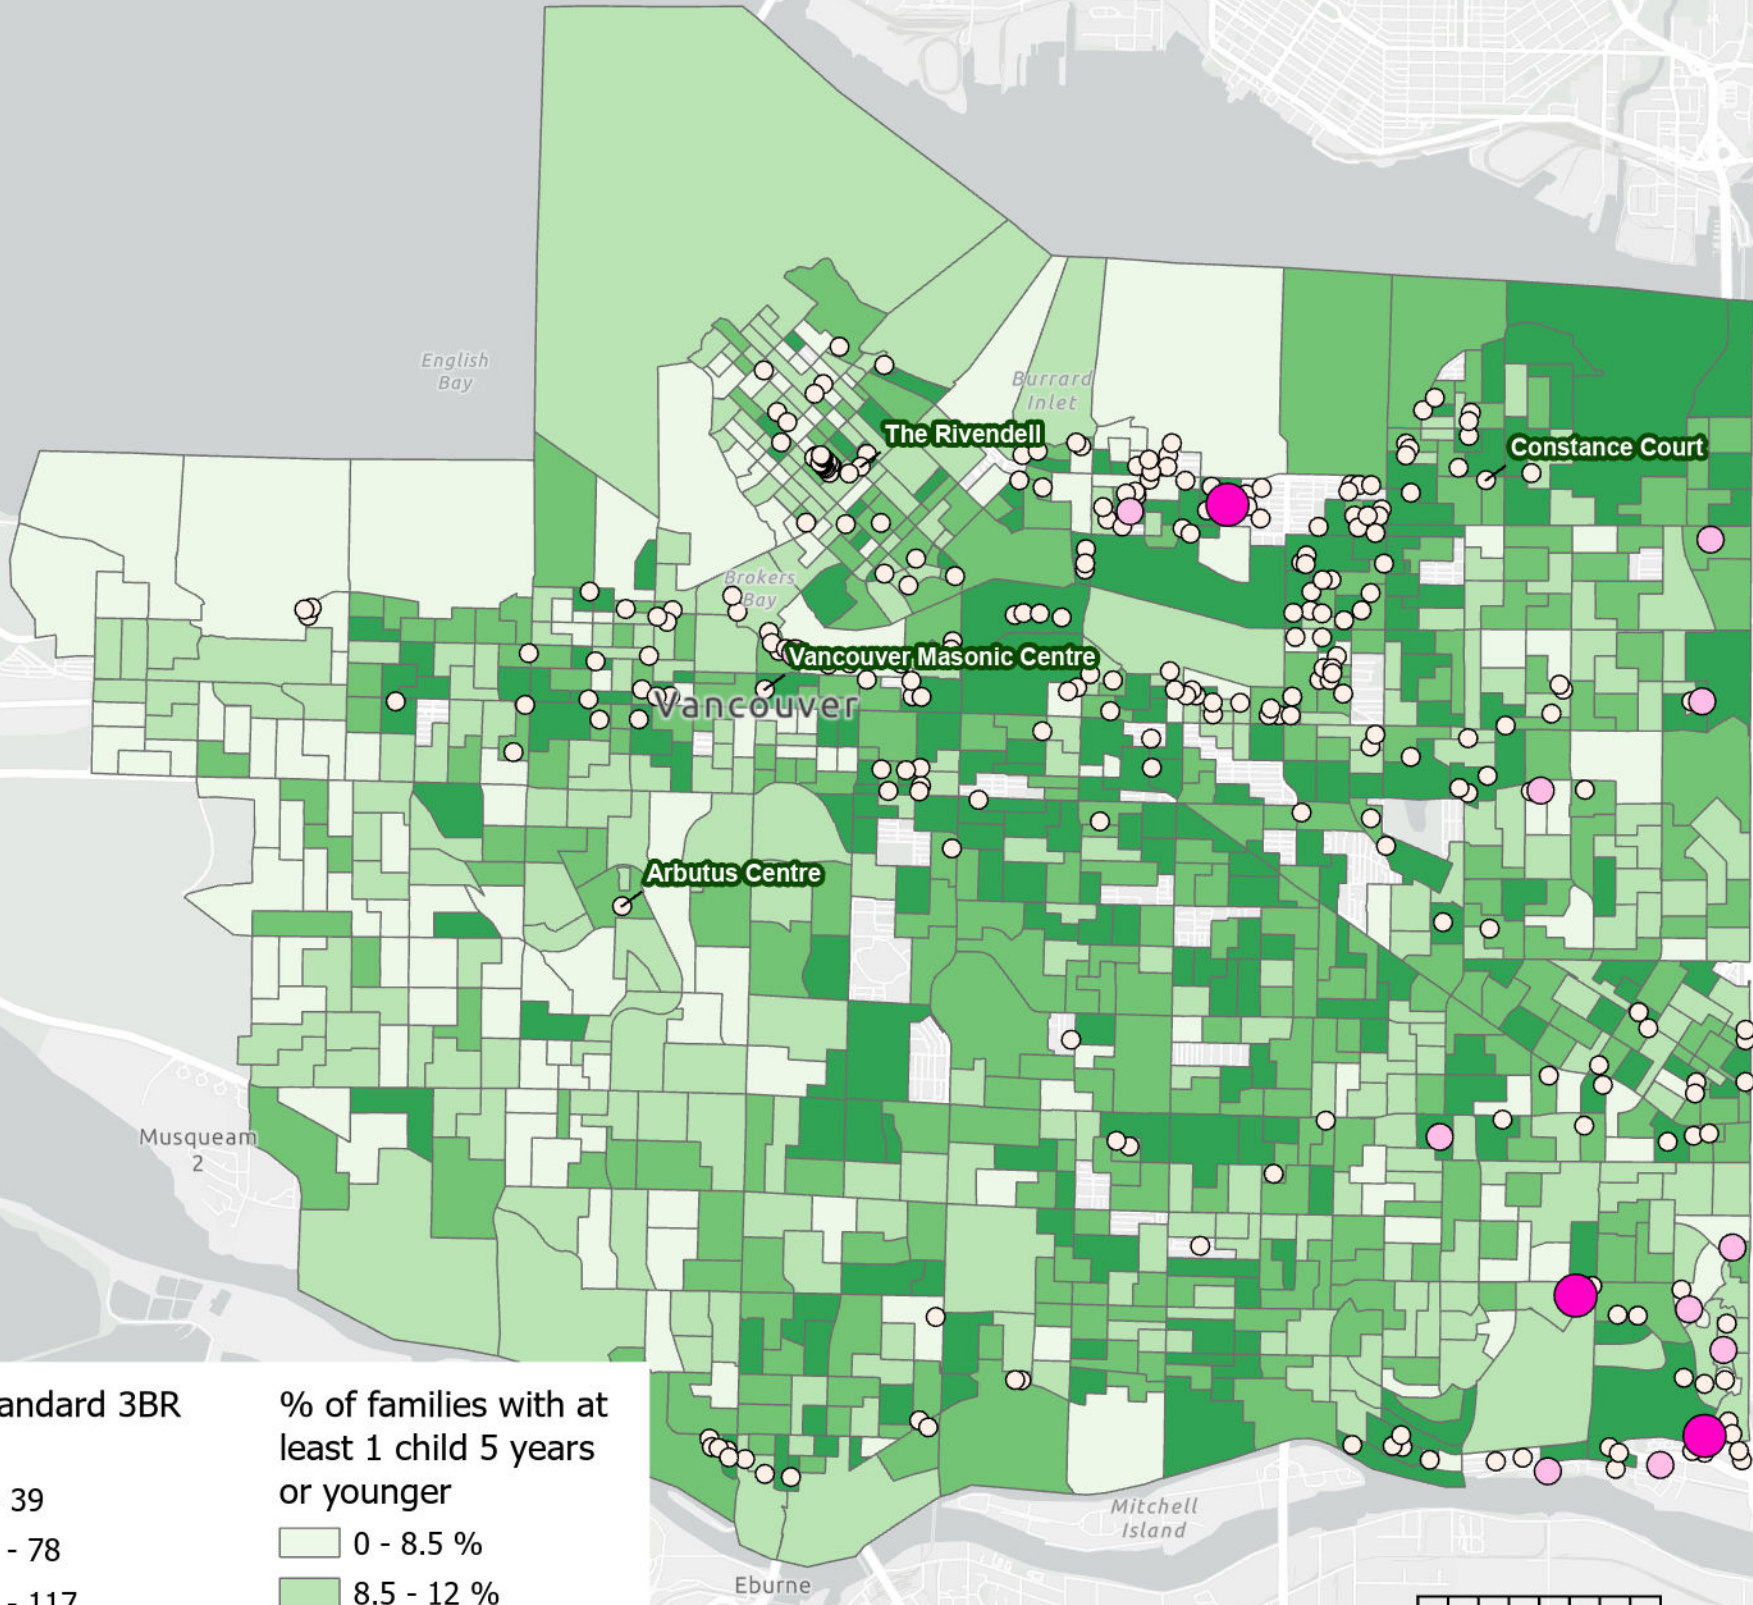 English
Bay
Burrard
Inlet
The Rivendell
Constance Court
Brokers
Bay
Vancouver Masonic Centre
Vancouver
Arbutus Centre
Musqueam
2
andard 3BR
39
- 78
- 117
% of families with at
least 1 child 5 years
or younger
0 - 8.5 %
8.5 - 12 %
Mitchell
Island
Eburne